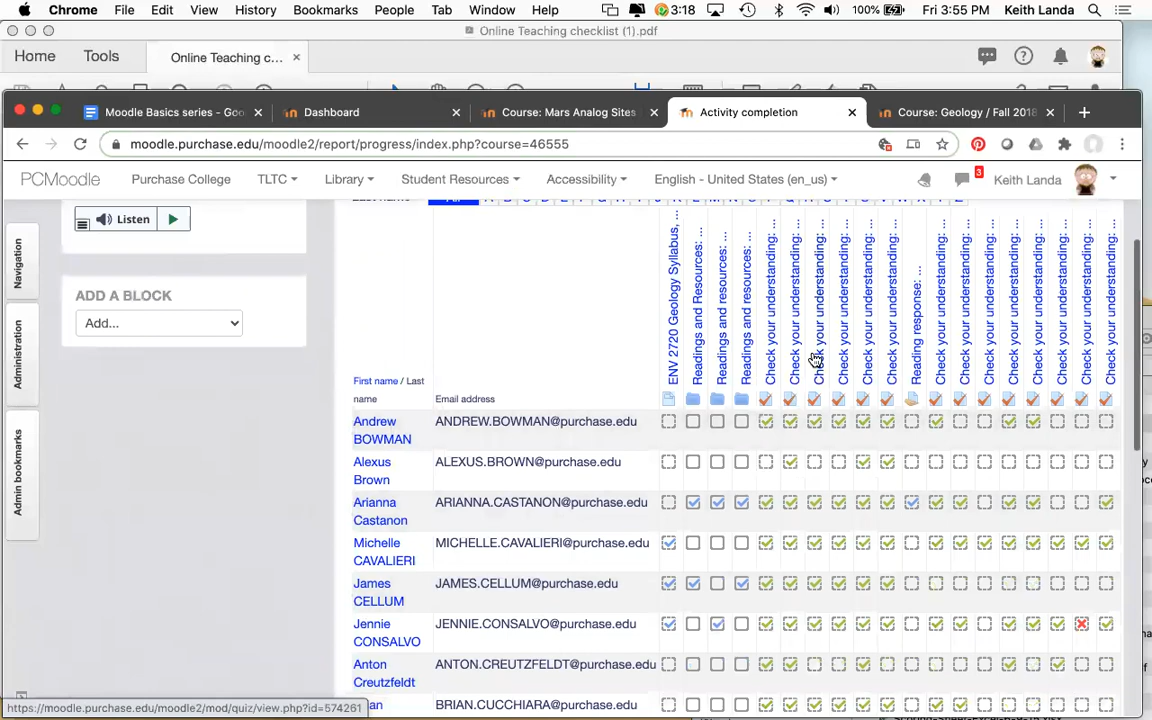 Chrome File Edit View History Bookmarks People Tab Window Help 3:18 100% Fri 3:55 PM Keith Landa
Online Teaching checklist (1).pdf
Home Tools Online Teaching c... ×
Moodle Basics series - Goo × Dashboard × Course: Mars Analog Sites × Activity completion × Course: Geology / Fall 2018 × +
moodle.purchase.edu/moodle2/report/progress/index.php?course=46555
PCMoodle Purchase College TLTC Library Student Resources Accessibility English - United States (en_us) 3 Keith Landa
Listen
Navigation
ADD A BLOCK
Add...
Administration
Admin bookmarks
ENV 2720 Geology Syllabus, ...
Readings and Resources: ...
Readings and resources: ...
Readings and resources: ...
Check your understanding: ...
Check your understanding: ...
Check your understanding: ...
Check your understanding: ...
Check your understanding: ...
Check your understanding: ...
Reading response: ...
Check your understanding: ...
Check your understanding: ...
Check your understanding: ...
Check your understanding: ...
Check your understanding: ...
Check your understanding: ...
Check your understanding: ...
Check your understanding: ...
First name / Last
name Email address
Andrew
BOWMAN ANDREW.BOWMAN@purchase.edu
Alexus
Brown ALEXUS.BROWN@purchase.edu
Arianna
Castanon ARIANNA.CASTANON@purchase.edu
Michelle
CAVALIERI MICHELLE.CAVALIERI@purchase.edu
James
CELLUM JAMES.CELLUM@purchase.edu
Jennie
CONSALVO JENNIE.CONSALVO@purchase.edu
Anton
Creutzfeldt ANTON.CREUTZFELDT@purchase.edu
BRIAN.CUCCHIARA@purchase.edu
https://moodle.purchase.edu/moodle2/mod/quiz/view.php?id=574261